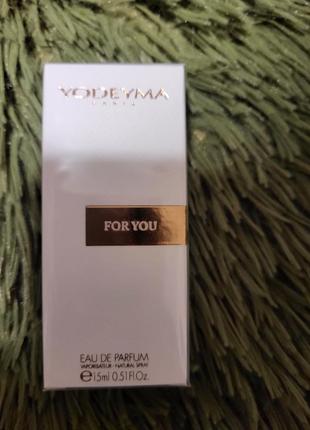 YODEYMA
PARIS
FOR YOU
EAU DE PARFUM
VAPORISATEUR - NATURAL SPRAY
℮15ml 0.51Fl.Oz.